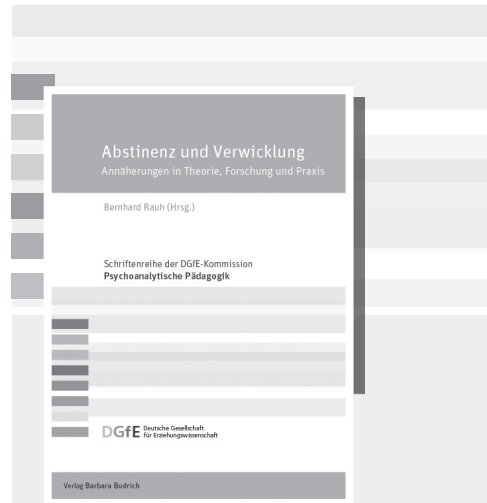 Abstinenz und Verwicklung
Annäherungen in Theorie, Forschung und Praxis
Bernhard Rauh (Hrsg.)
Schriftenreihe der DGfE-Kommission
Psychoanalytische Pädagogik
DGfE Deutsche Gesellschaft
für Erziehungswissenschaft
Verlag Barbara Budrich